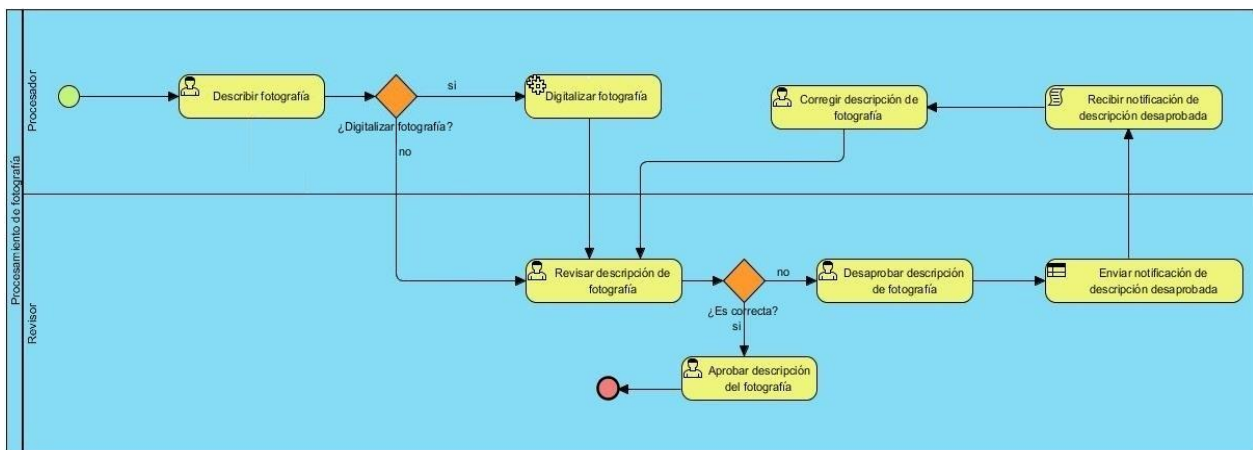 Procesamiento de fotografía
Procesador
Describir fotografía
¿Digitalizar fotografía?
si
no
Digitalizar fotografía
Corregir descripción de
fotografía
Recibir notificación de
descripción desaprobada
Revisor
Revisar descripción de
fotografía
¿Es correcta?
no
si
Desaprobar descripción
de fotografía
Enviar notificación de
descripción desaprobada
Aprobar descripción
del fotografía